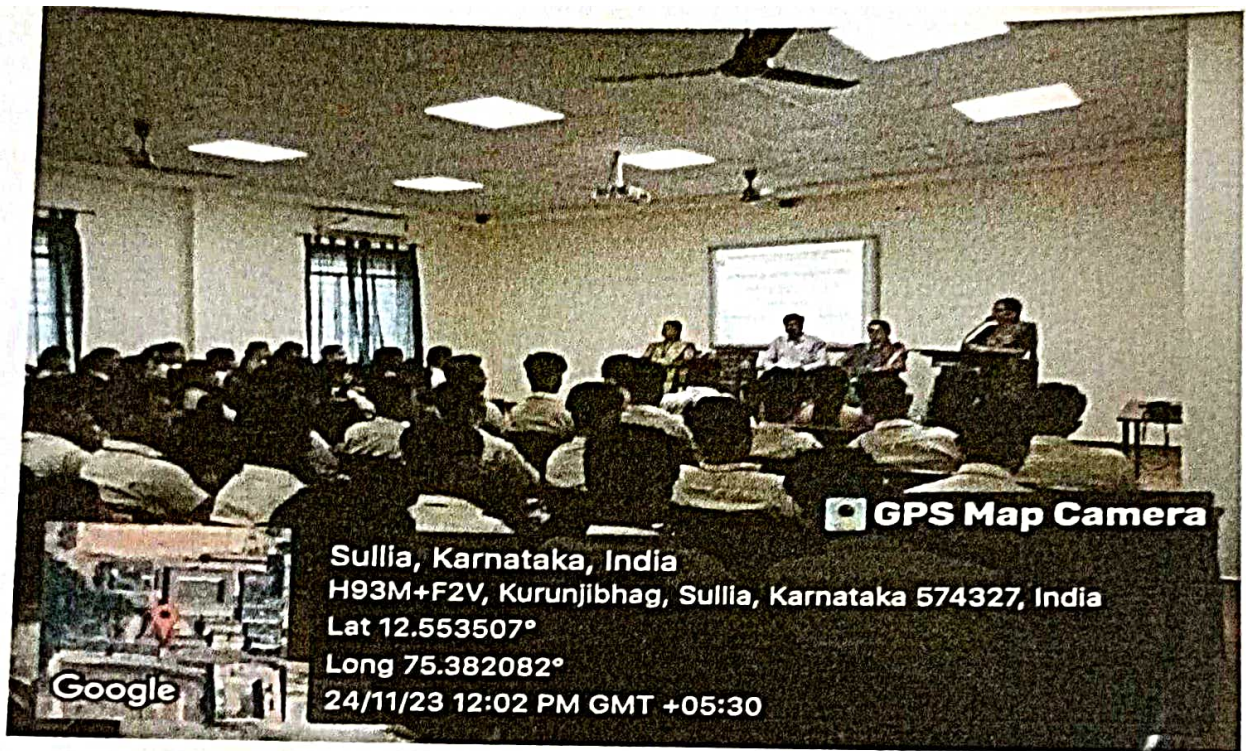 GPS Map Camera
Sullia, Karnataka, India
H93M+F2V, Kurunjibhag, Sullia, Karnataka 574327, India
Lat 12.553507°
Long 75.382082°
24/11/23 12:02 PM GMT +05:30
Google